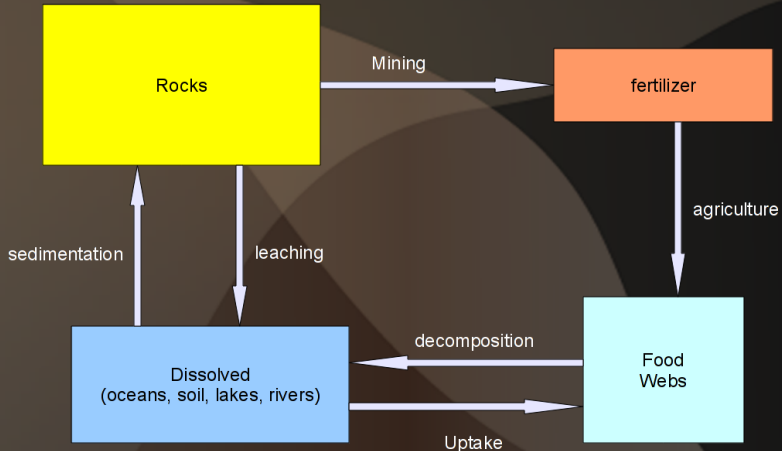 Mining
Rocks
fertilizer
agriculture
sedimentation
leaching
decomposition
Food
Webs
Dissolved
(oceans, soil, lakes, rivers)
Uptake